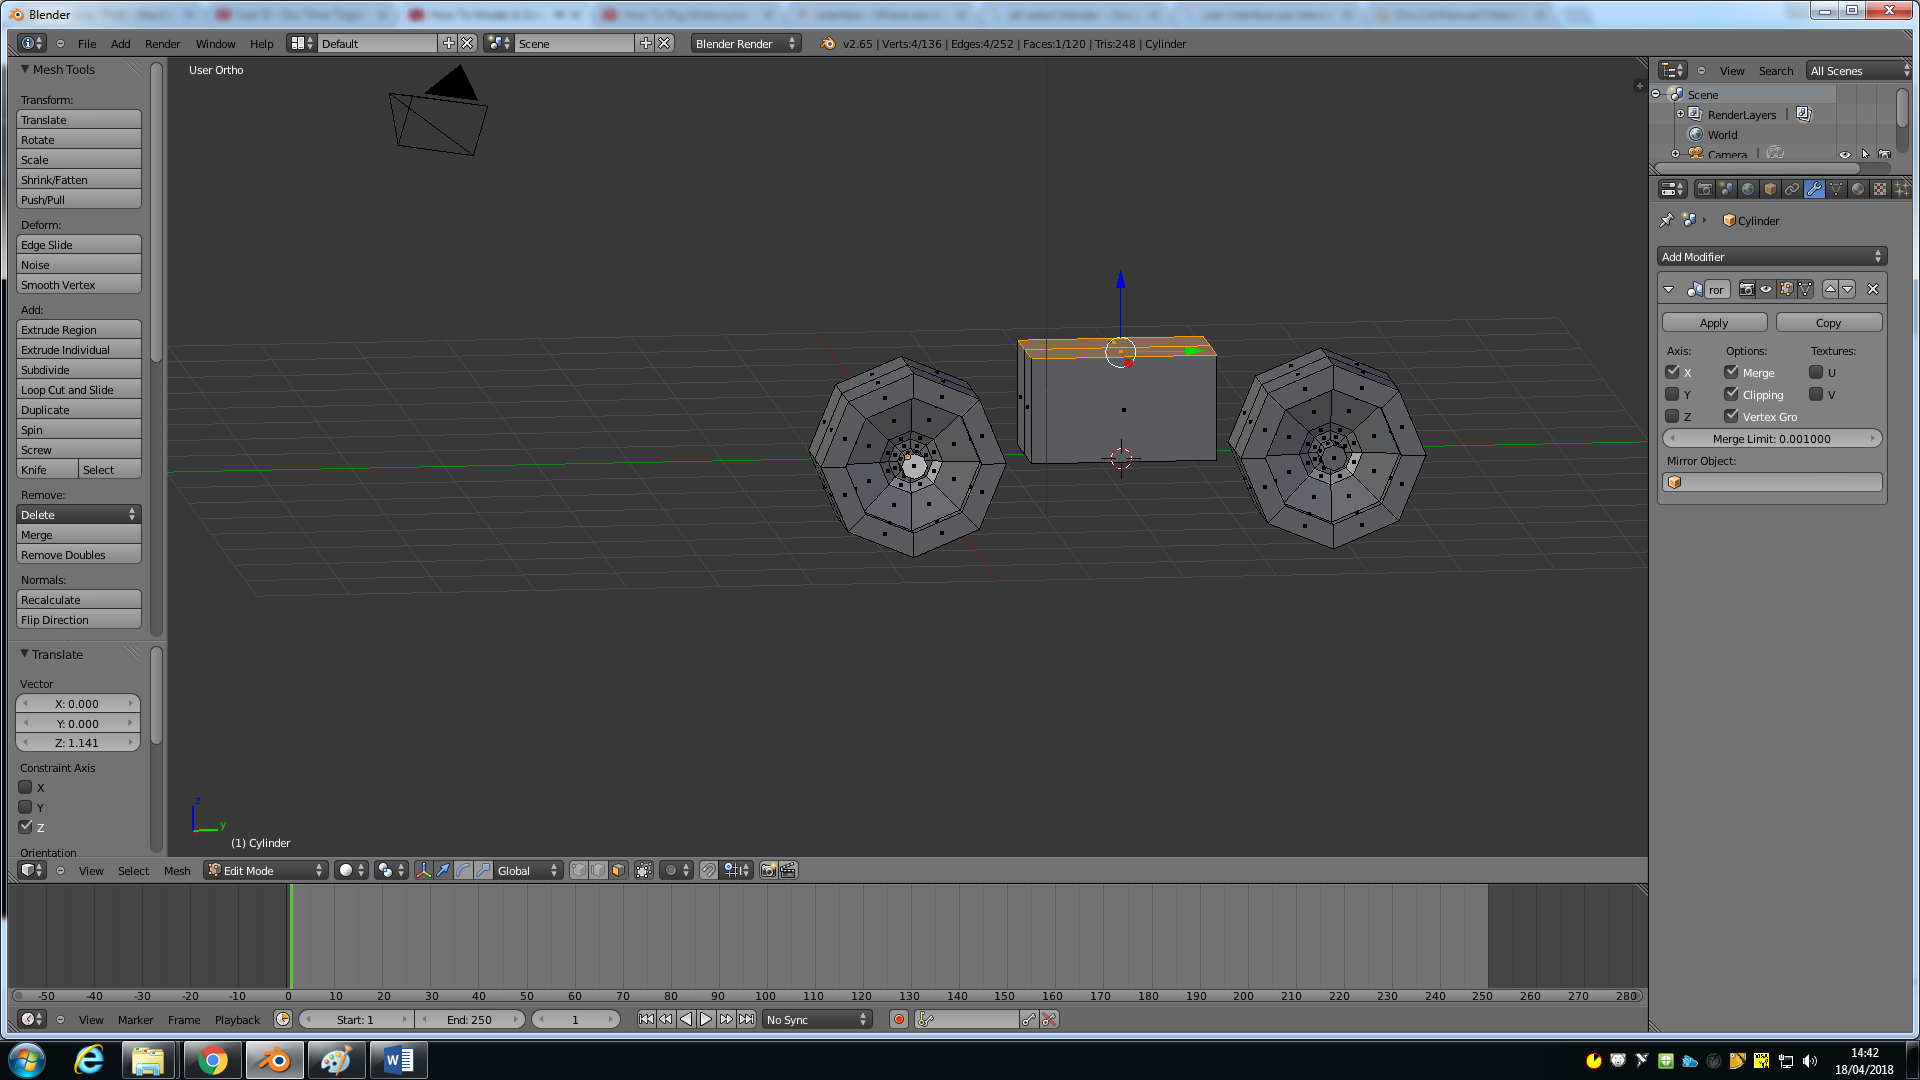 Blender
File Add Render Window Help Default Scene Blender Render v2.65 | Verts:4/136 | Edges:4/252 | Faces:1/120 | Tris:248 | Cylinder
Mesh Tools
Transform:
Translate
Rotate
Scale
Shrink/Fatten
Push/Pull
Deform:
Edge Slide
Noise
Smooth Vertex
Add:
Extrude Region
Extrude Individual
Subdivide
Loop Cut and Slide
Duplicate
Spin
Screw
Knife Select
Remove:
Delete
Merge
Remove Doubles
Normals:
Recalculate
Flip Direction
Translate
Vector
X: 0.000
Y: 0.000
Z: 1.141
Constraint Axis
X
Y
Z
Orientation
User Ortho
z
y
(1) Cylinder
View Select Mesh Edit Mode Global
View Search All Scenes
Scene
RenderLayers
World
Camera
Cylinder
Add Modifier
ror
Apply Copy
Axis: Options: Textures:
X Merge U
Y Clipping V
Z Vertex Gro
Merge Limit: 0.001000
Mirror Object:
-50 -40 -30 -20 -10 0 10 20 30 40 50 60 70 80 90 100 110 120 130 140 150 160 170 180 190 200 210 220 230 240 250 260 270 280
View Marker Frame Playback Start: 1 End: 250 1 No Sync
14:42
18/04/2018